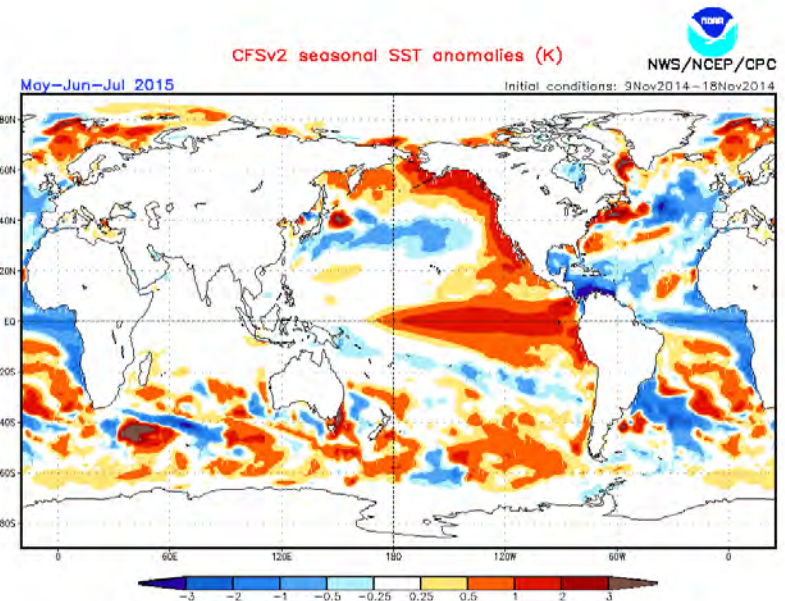 NOAA
CFSv2 seasonal SST anomalies (K)
NWS/NCEP/CPC
May-Jun-Jul 2015
Initial conditions: 9Nov2014-18Nov2014
80N
60N
40N
20N
EQ
20S
40S
60S
80S
0 60E 120E 180 120W 60W 0
-3 -2 -1 -0.5 -0.25 0.25 0.5 1 2 3